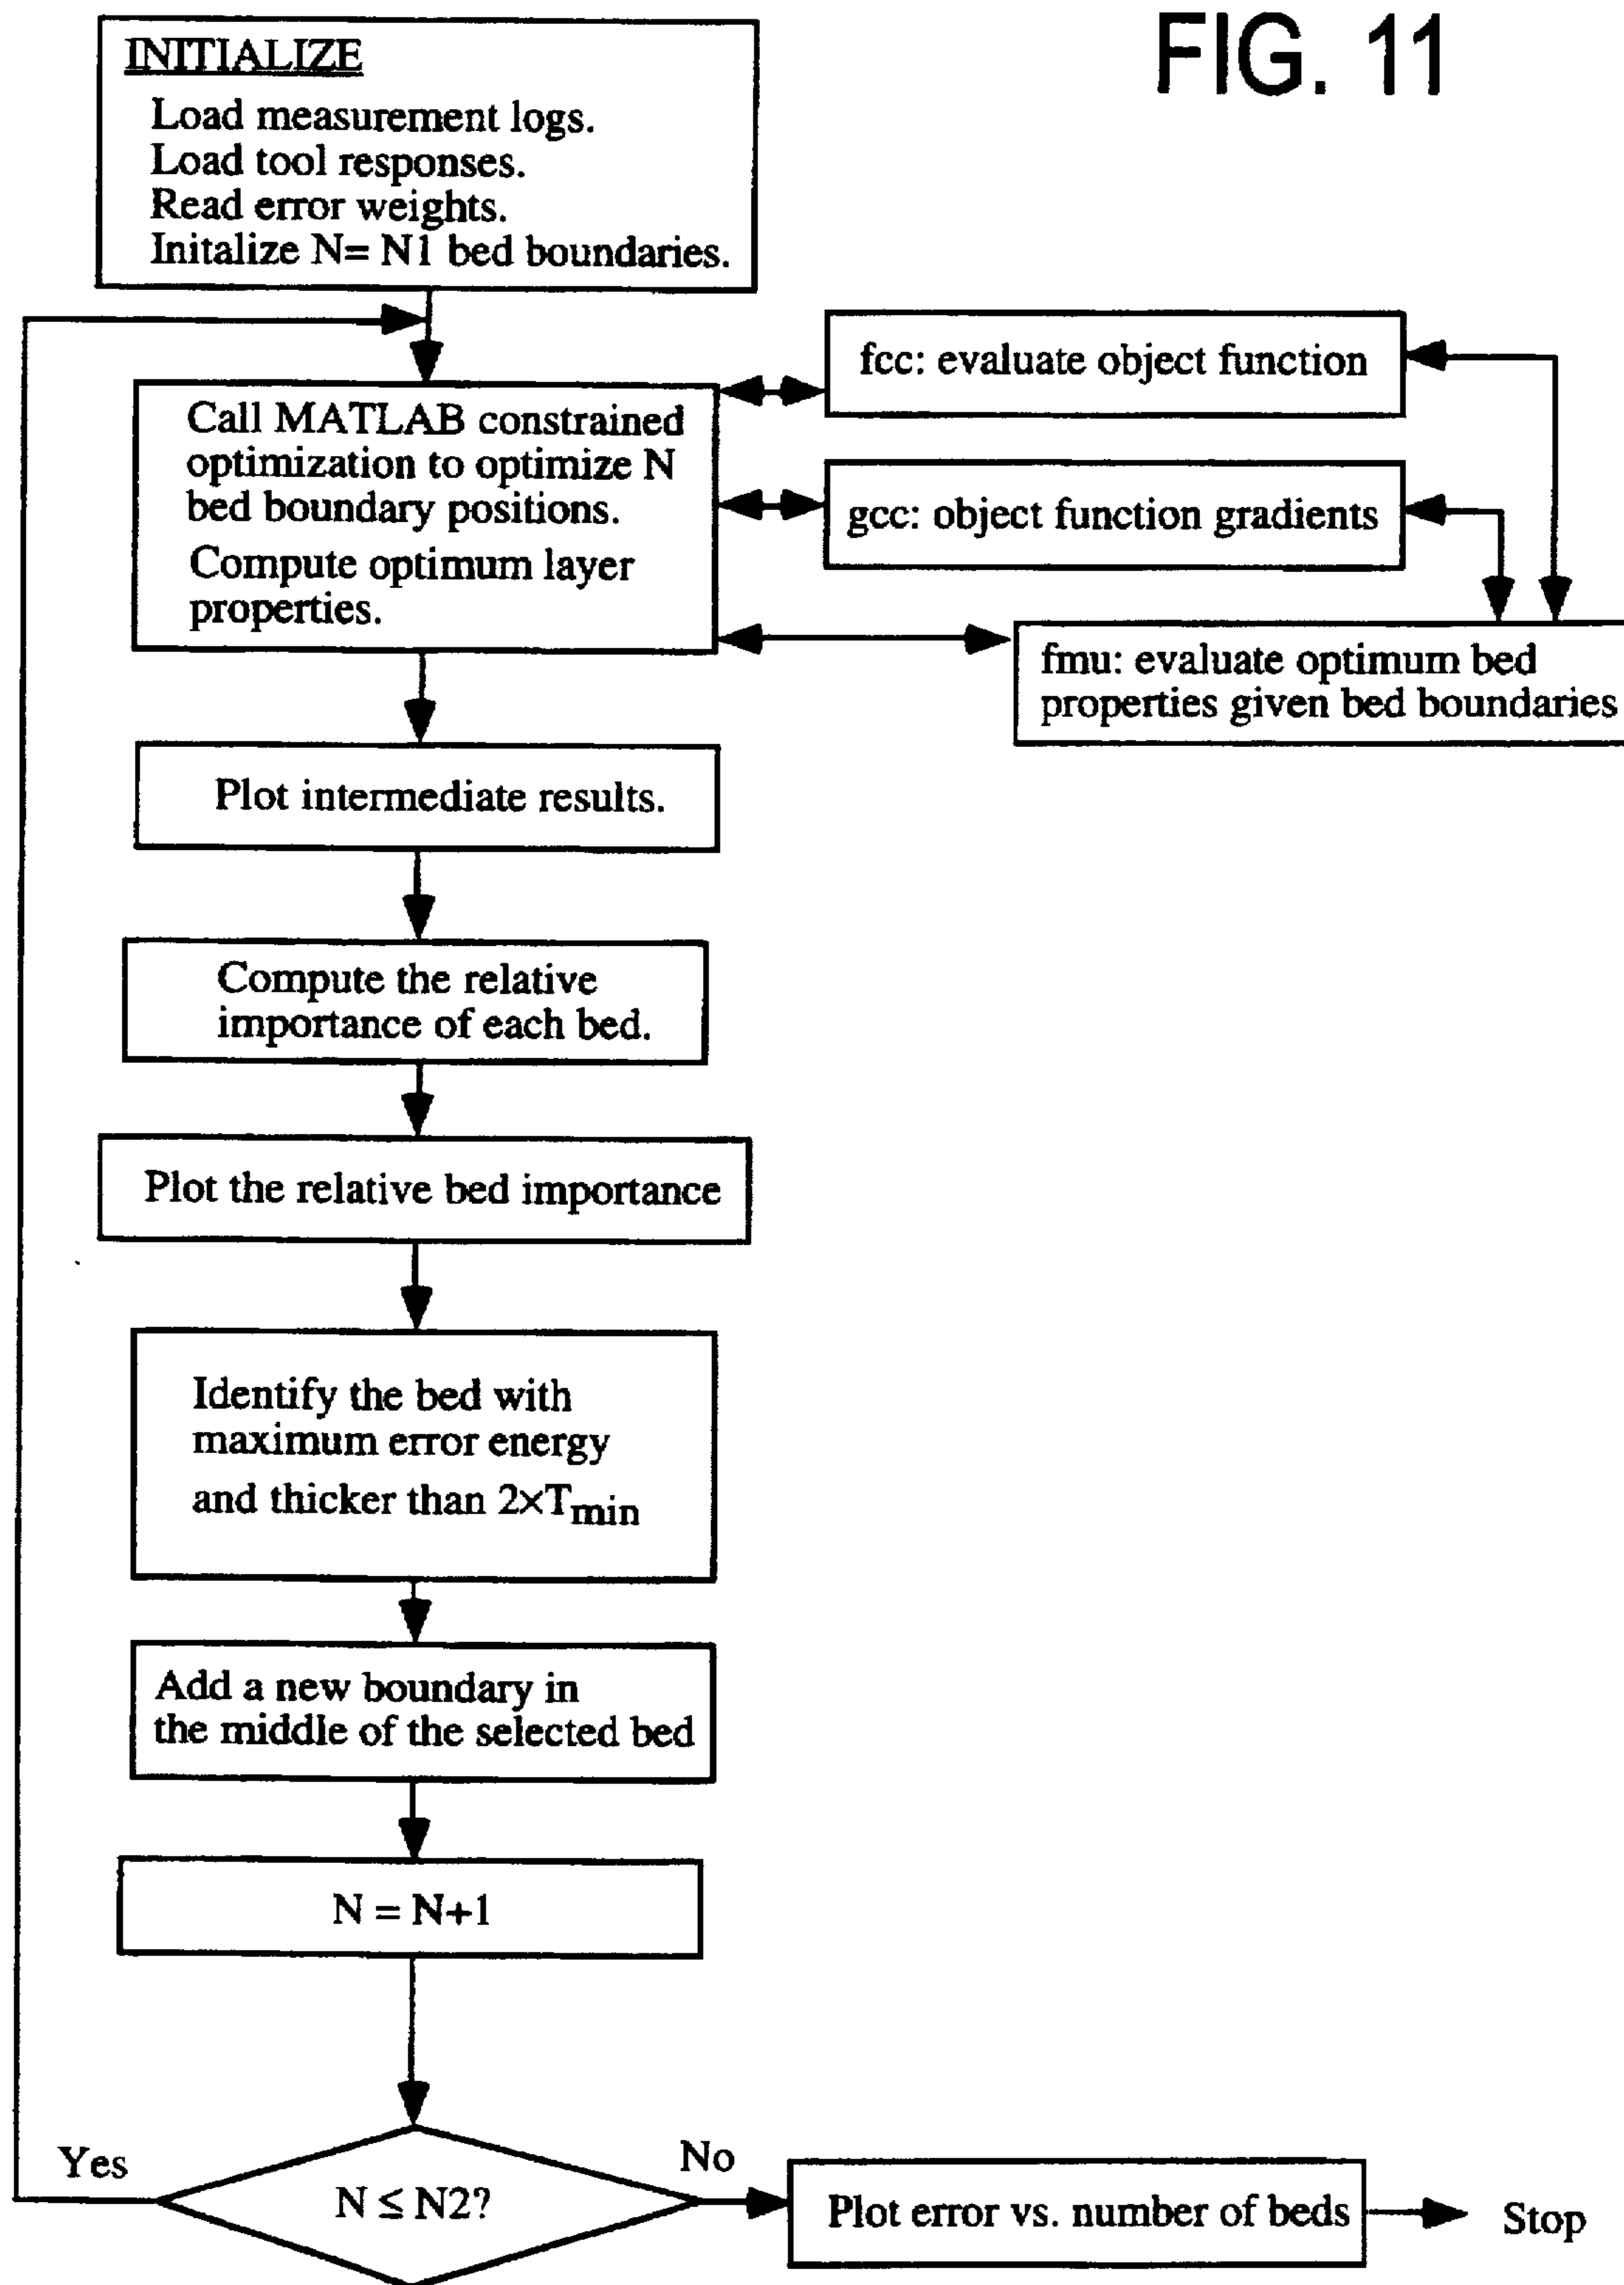 FIG. 11
INITIALIZE
Load measurement logs.
Load tool responses.
Read error weights.
Initalize N= N1 bed boundaries.
fcc: evaluate object function
Call MATLAB constrained
optimization to optimize N
bed boundary positions.
Compute optimum layer
properties.
gcc: object function gradients
fmu: evaluate optimum bed
properties given bed boundaries
Plot intermediate results.
Compute the relative
importance of each bed.
Plot the relative bed importance
Identify the bed with
maximum error energy
and thicker than 2×Tmin
Add a new boundary in
the middle of the selected bed
N = N+1
Yes
N ≤ N2?
No
Plot error vs. number of beds
Stop